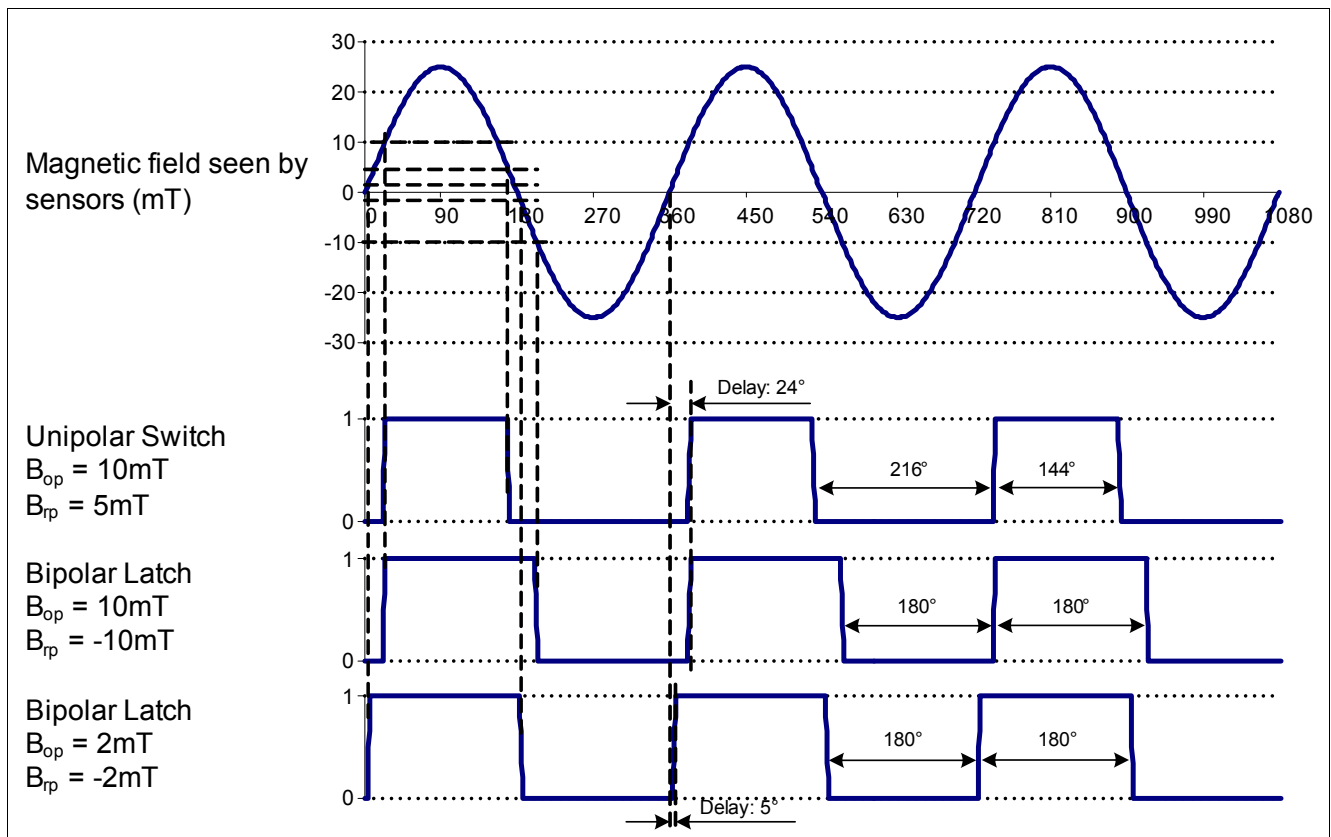 30
20
10
0
-10
-20
-30
Magnetic field seen by
sensors (mT)
0 90 180 270 360 450 540 630 720 810 900 990 1080
Delay: 24°
Unipolar Switch
Bop = 10mT
Brp = 5mT
1
0
216°
144°
Bipolar Latch
Bop = 10mT
Brp = -10mT
1
0
180°
180°
Bipolar Latch
Bop = 2mT
Brp = -2mT
1
0
180°
180°
Delay: 5°